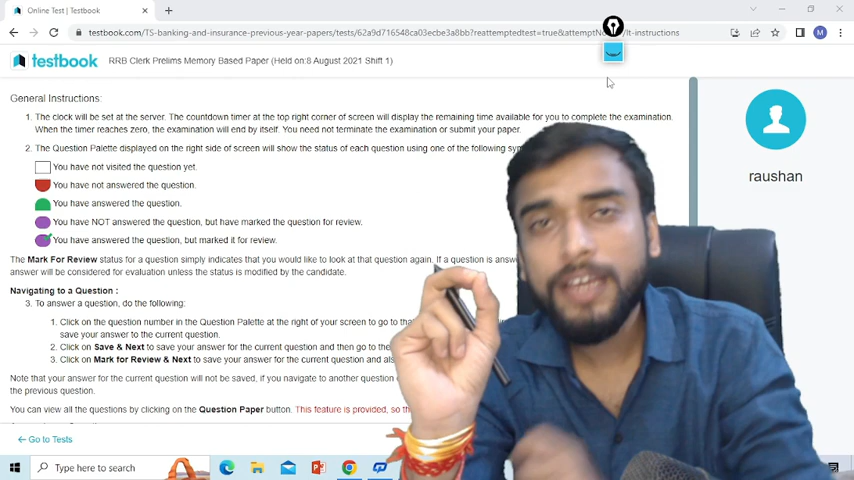 Online Test | Testbook
testbook.com/TS-banking-and-insurance-previous-year-papers/tests/62a9d716548ca03ecbe3a8bb?reattemptedtest=true&attemptNo
/lt-instructions
M
testbook
RRB Clerk Prelims Memory Based Paper (Held on:8 August 2021 Shift 1)
General Instructions:
1. The clock will be set at the server. The countdown timer at the top right corner of screen will display the remaining time available for you to complete the examination.
When the timer reaches zero, the examination will end by itself. You need not terminate the examination or submit your paper.
2. The Question Palette displayed on the right side of screen will show the status of each question using one of the following
You have not visited the question yet.
You have not answered the question.
You have answered the question.
You have NOT answered the question, but have marked the question for review.
You have answered the question, but marked it for review.
The Mark For Review status for a question simply indicates that you would like to look at that question again. If a question is
answer will be considered for evaluation unless the status is modified by the candidate.
Navigating to a Question :
3. To answer a question, do the following:
1. Click on the question number in the Question Palette at the right of your screen to go to
save your answer to the current question.
2. Click on Save & Next to save your answer for the current question and then go to the
3. Click on Mark for Review & Next to save your answer for the current question and
Note that your answer for the current question will not be saved, if you navigate to another question
the previous question.
You can view all the questions by clicking on the Question Paper button. This feature is provided, so
← Go to Tests
raushan
Type here to search